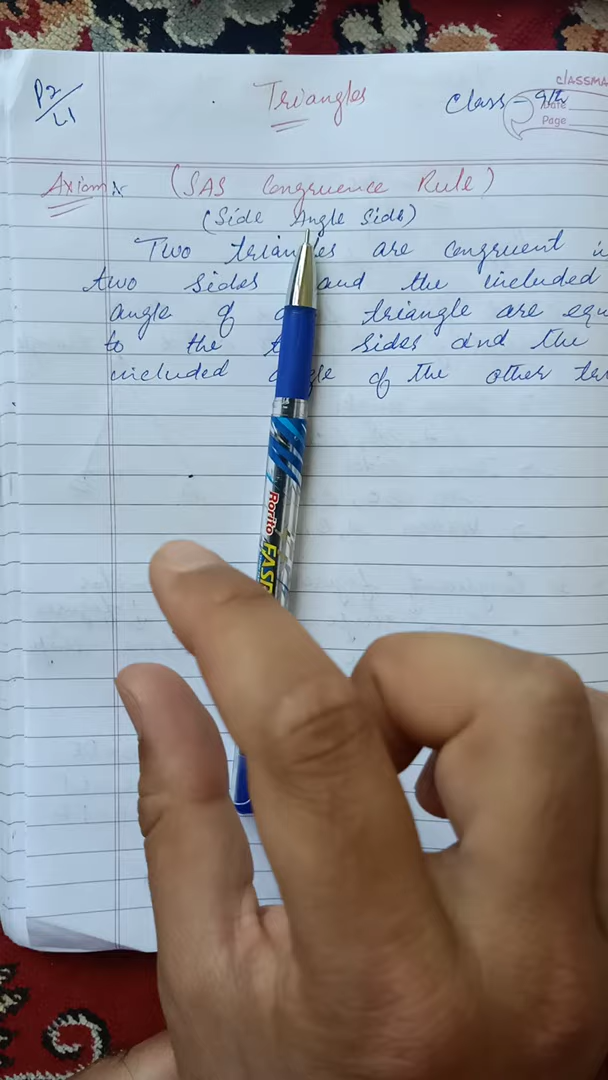 P2/L1
Triangles
Class - 9th
CLASSMA
Date
Page
Axiom:- (SAS Congruence Rule)
(Side Angle Side)
Two triangles are congruent
two sides and the included
angle of triangle are equ
to the sides and the
included angle of the other
Rorito